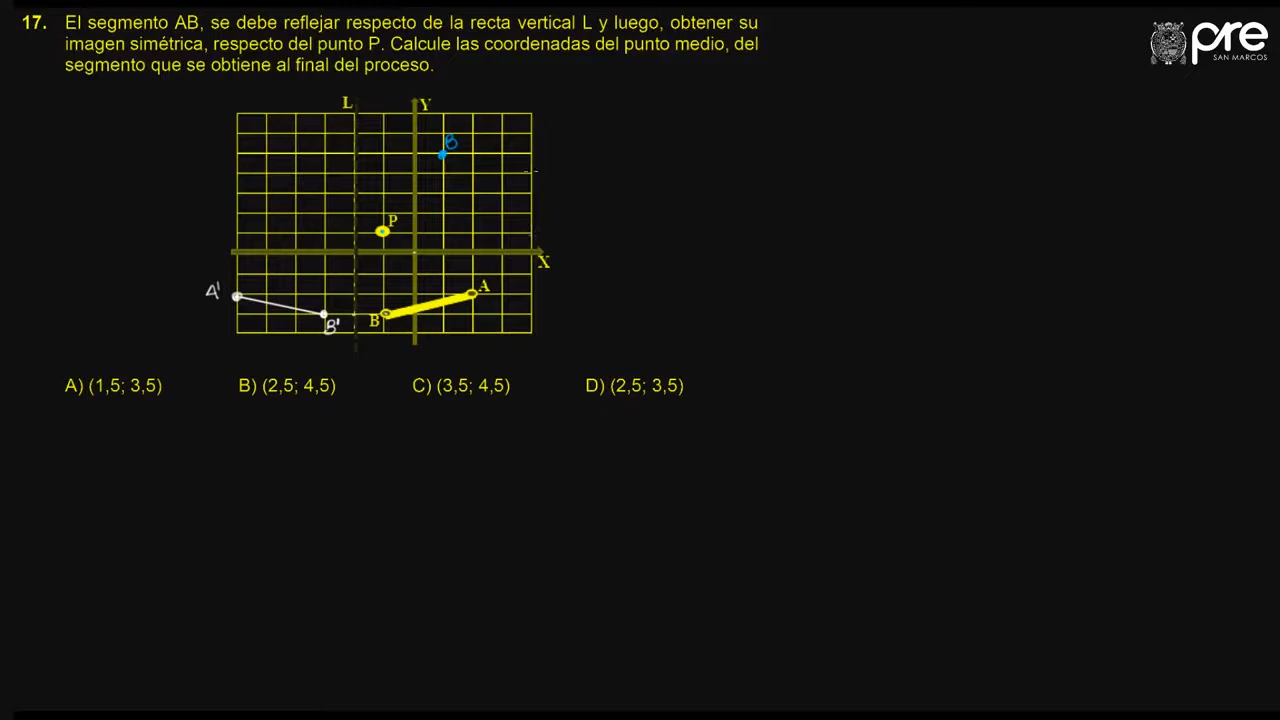 17. El segmento AB, se debe reflejar respecto de la recta vertical L y luego, obtener su
imagen simétrica, respecto del punto P. Calcule las coordenadas del punto medio, del
segmento que se obtiene al final del proceso.
pre
SAN MARCOS
L
Y
B
P
X
A'
A
B
B'
A) (1,5; 3,5) B) (2,5; 4,5) C) (3,5; 4,5) D) (2,5; 3,5)